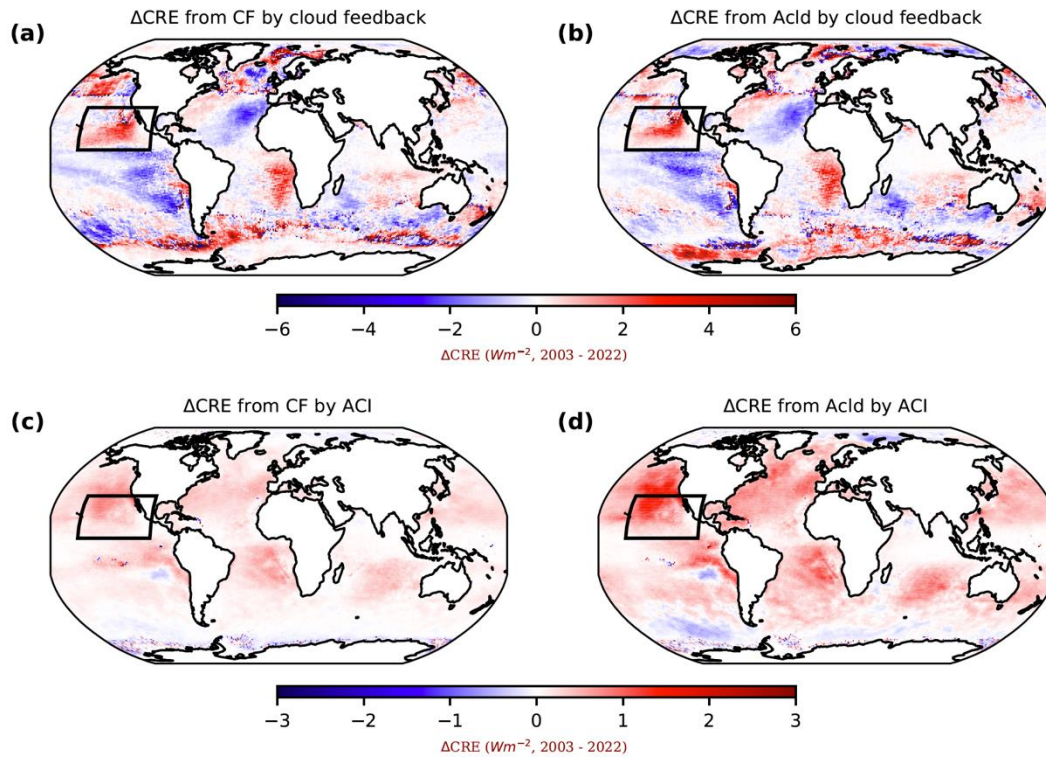 ΔCRE from CF by cloud feedback
(a)
ΔCRE from Acld by cloud feedback
(b)
−6 −4 −2 0 2 4 6
ΔCRE (Wm⁻², 2003 - 2022)
ΔCRE from CF by ACI
(c)
ΔCRE from Acld by ACI
(d)
−3 −2 −1 0 1 2 3
ΔCRE (Wm⁻², 2003 - 2022)